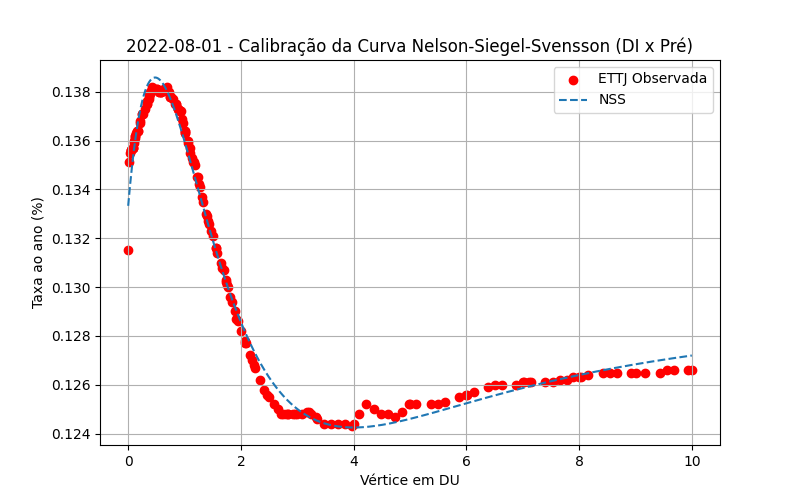 2022-08-01 - Calibração da Curva Nelson-Siegel-Svensson (DI x Pré)
ETTJ Observada
NSS
Taxa ao ano (%)
0.138
0.136
0.134
0.132
0.130
0.128
0.126
0.124
0 2 4 6 8 10
Vértice em DU